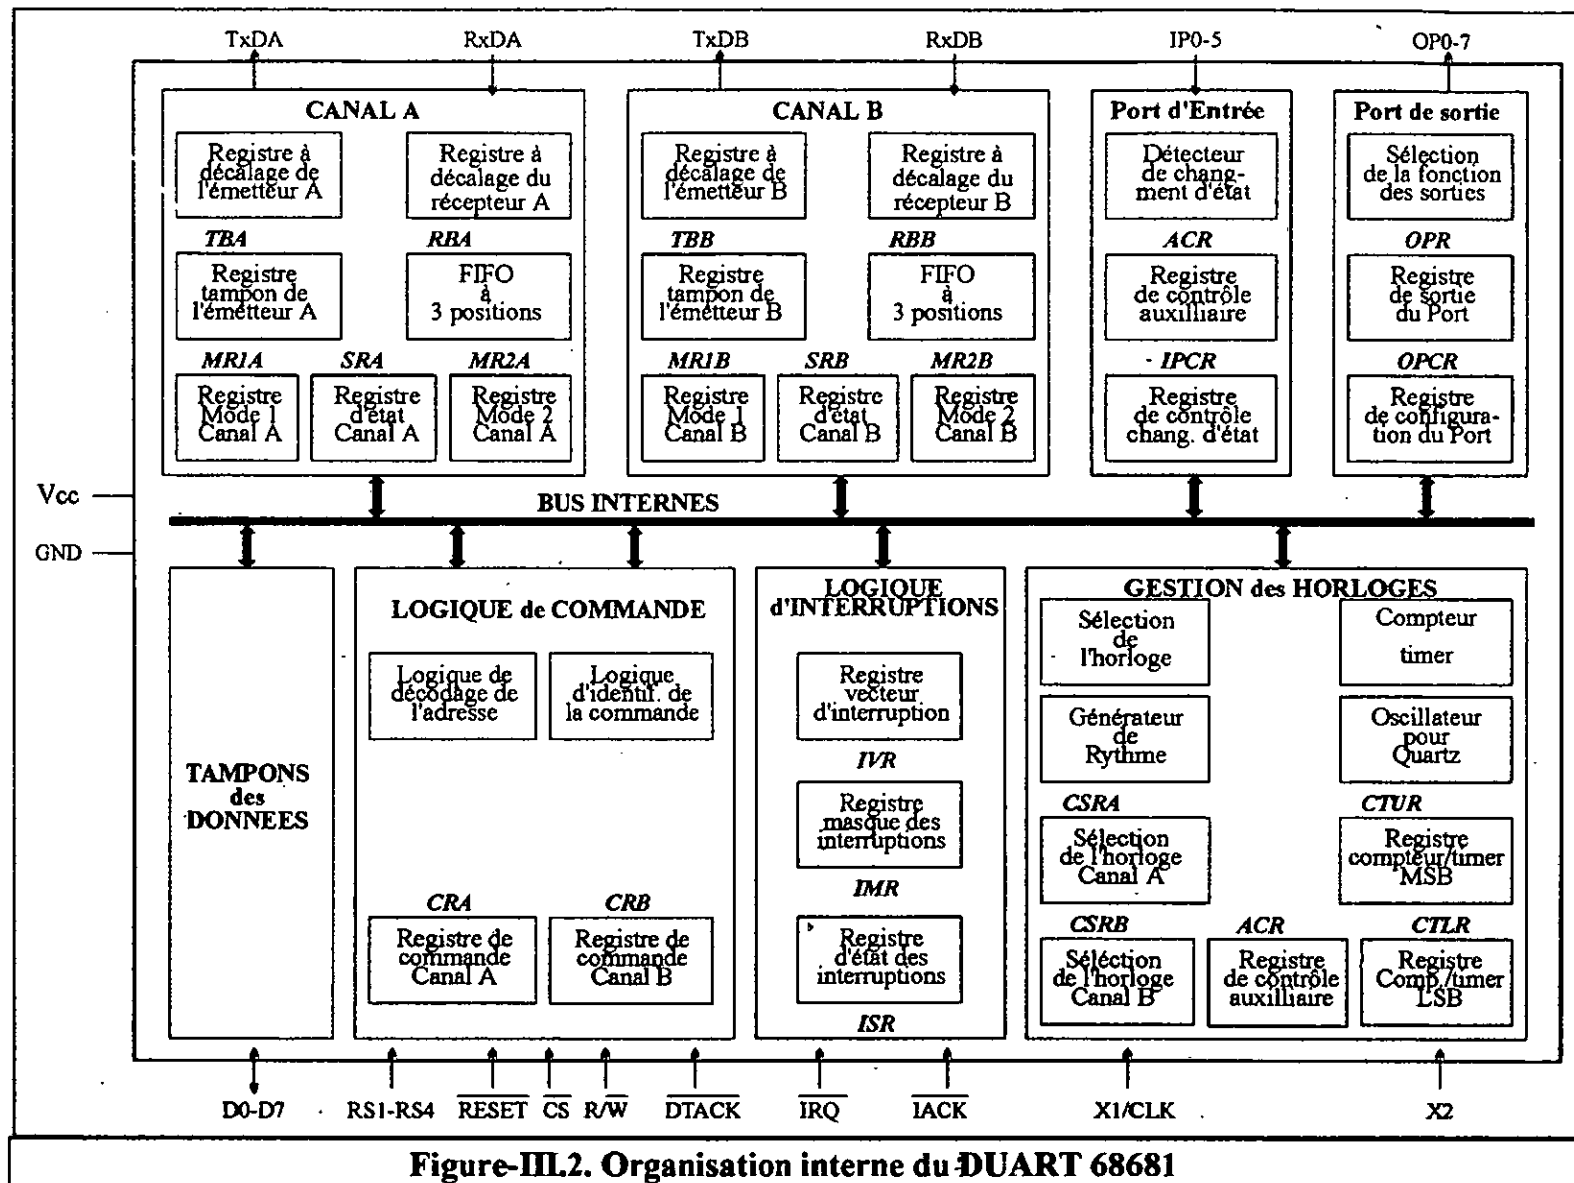 TxDA RxDA TxDB RxDB IP0-5 OP0-7
CANAL A
Registre à
décalage de
l'émetteur A
Registre à
décalage du
récepteur A
TBA RBA
Registre
tampon de
l'émetteur A
FIFO
à
3 positions
MR1A SRA MR2A
Registre
Mode 1
Canal A
Registre
d'état
Canal A
Registre
Mode 2
Canal A
CANAL B
Registre à
décalage de
l'émetteur B
Registre à
décalage du
récepteur B
TBB RBB
Registre
tampon de
l'émetteur B
FIFO
à
3 positions
MR1B SRB MR2B
Registre
Mode 1
Canal B
Registre
d'état
Canal B
Registre
Mode 2
Canal B
Port d'Entrée
Détecteur
de chang-
ment d'état
ACR
Registre
de contrôle
auxilliaire
IPCR
Registre
de contrôle
chang. d'état
Port de sortie
Sélection
de la fonction
des sorties
OPR
Registre
de sortie
du Port
OPCR
Registre
de configura-
tion du Port
Vcc
GND
BUS INTERNES
TAMPONS
des
DONNEES
LOGIQUE de COMMANDE
Logique de
décodage de
l'adresse
Logique
d'identif. de
la commande
CRA CRB
Registre de
commande
Canal A
Registre de
commande
Canal B
LOGIQUE
d'INTERRUPTIONS
Registre
vecteur
d'interruption
IVR
Registre
masque des
interruptions
IMR
Registre
d'état des
interruptions
ISR
GESTION des HORLOGES
Sélection
de
l'horloge
Compteur
timer
Générateur
de
Rythme
Oscillateur
pour
Quartz
CSRA CTUR
Sélection
de l'horloge
Canal A
Registre
compteur/timer
MSB
CSRB ACR CTLR
Séléction
de l'horloge
Canal B
Registre
de contrôle
auxilliaire
Registre
Comp./timer
LSB
D0-D7 RS1-RS4 RESET CS R/W DTACK IRQ IACK X1/CLK X2
Figure-III.2. Organisation interne du DUART 68681